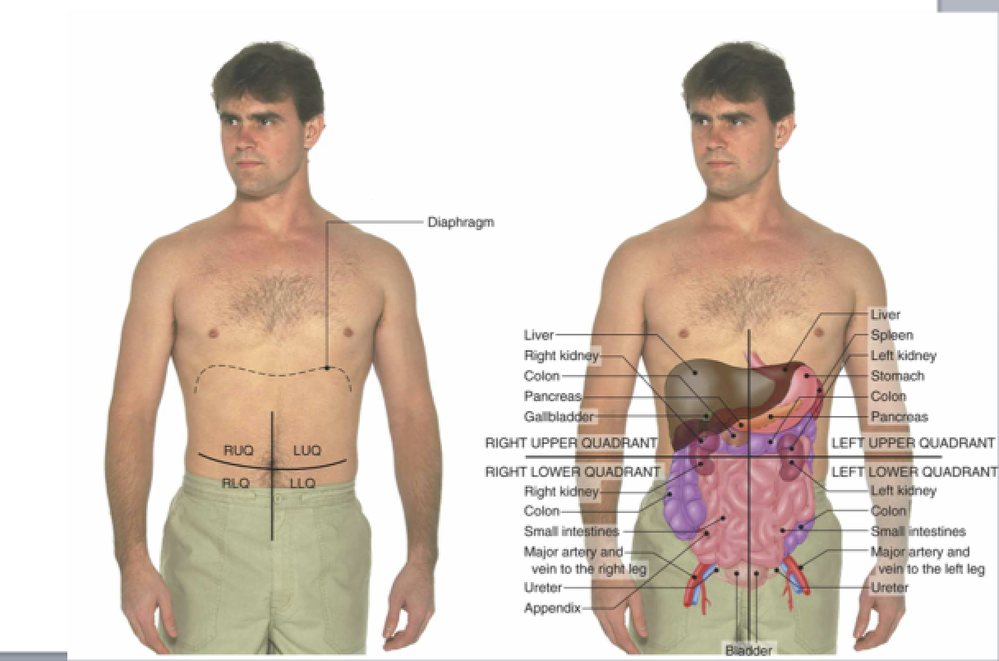 Diaphragm
RUQ
LUQ
RLQ
LLQ
Liver
Right kidney
Colon
Pancreas
Gallbladder
RIGHT UPPER QUADRANT
RIGHT LOWER QUADRANT
Right kidney
Colon
Small intestines
Major artery and
vein to the right leg
Ureter
Appendix
Liver
Spleen
Left kidney
Stomach
Colon
Pancreas
LEFT UPPER QUADRANT
LEFT LOWER QUADRANT
Left kidney
Colon
Small intestines
Major artery and
vein to the left leg
Ureter
Bladder